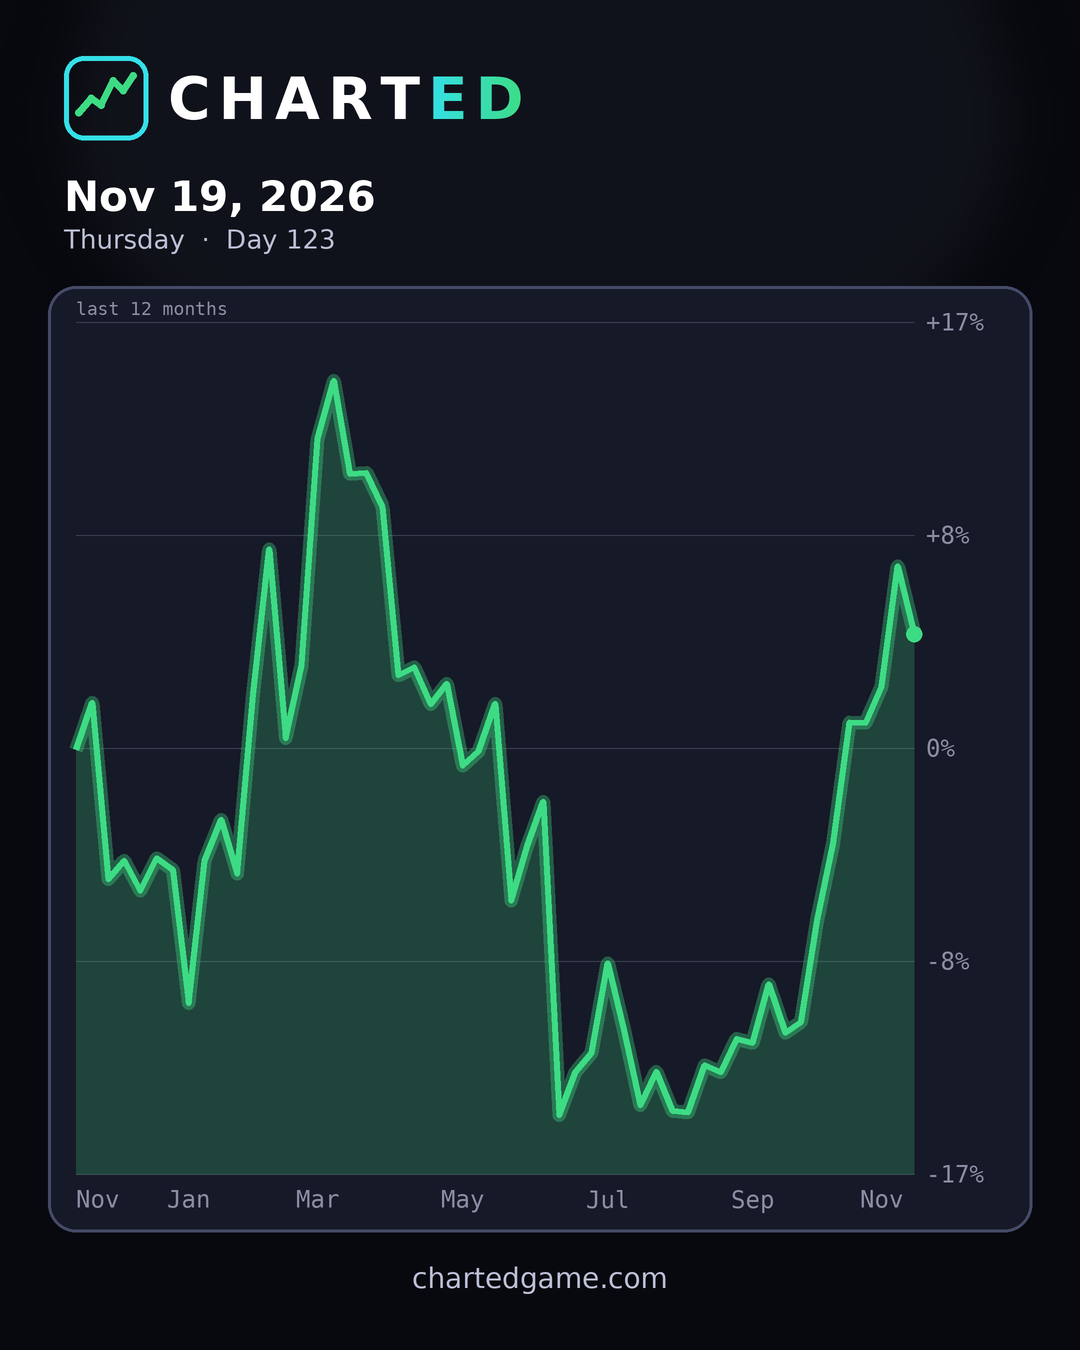 CHARTED
Nov 19, 2026
Thursday · Day 123
last 12 months
+17%
+8%
0%
-8%
-17%
Nov Jan Mar May Jul Sep Nov
chartedgame.com